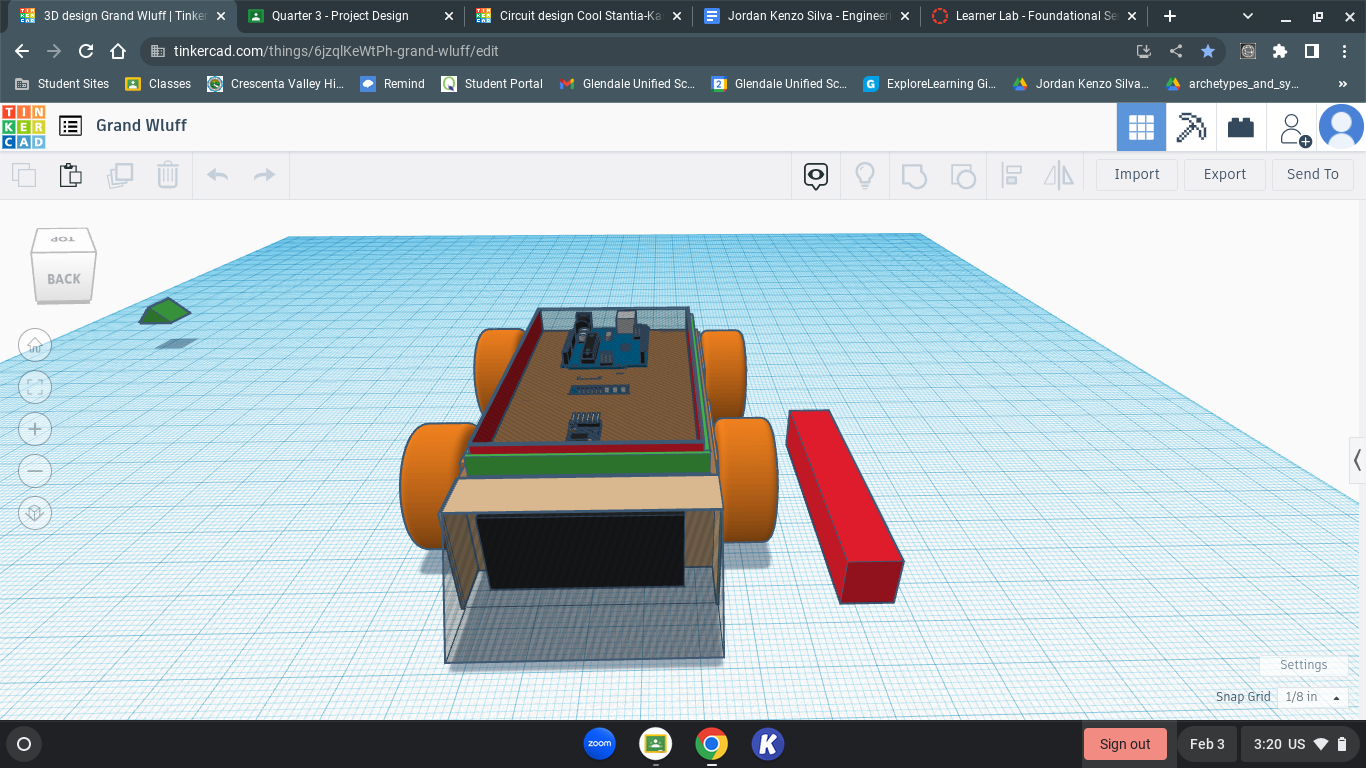 3D design Grand Wluff | Tinker
Quarter 3 - Project Design
Circuit design Cool Stantia-Ka
Jordan Kenzo Silva - Engineer
Learner Lab - Foundational Se
tinkercad.com/things/6jzqlKeWtPh-grand-wluff/edit
Student Sites
Classes
Crescenta Valley Hi...
Remind
Student Portal
Glendale Unified Sc...
Glendale Unified Sc...
ExploreLearning Gi...
Jordan Kenzo Silva...
archetypes_and_sy...
TIN
KER
CAD
Grand Wluff
Import
Export
Send To
TOP
BACK
Settings
Snap Grid 1/8 in
zoom
K
Sign out
Feb 3
3:20 US